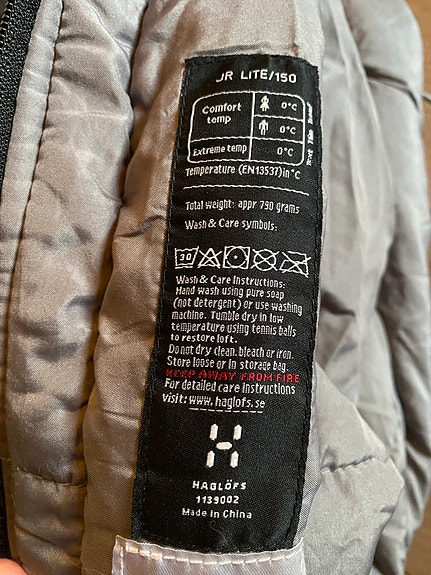 JR LITE/150
Comfort temp
0°C
0°C
Extreme temp 0°C
Temperature (EN13537)in°C
Total weight: appr 790 grams
Wash & Care symbols:
30
Wash & Care Instructions:
Hand wash using pure soap
(not detergent) or use washing
machine. Tumble dry in low
temperature using tennis balls
to restore loft.
Do not dry clean, bleach or iron.
Store loose or in storage bag.
KEEP AWAY FROM FIRE
For detailed care instructions
visit: www.haglofs.se
HAGLÖFS
1139002
Made in China